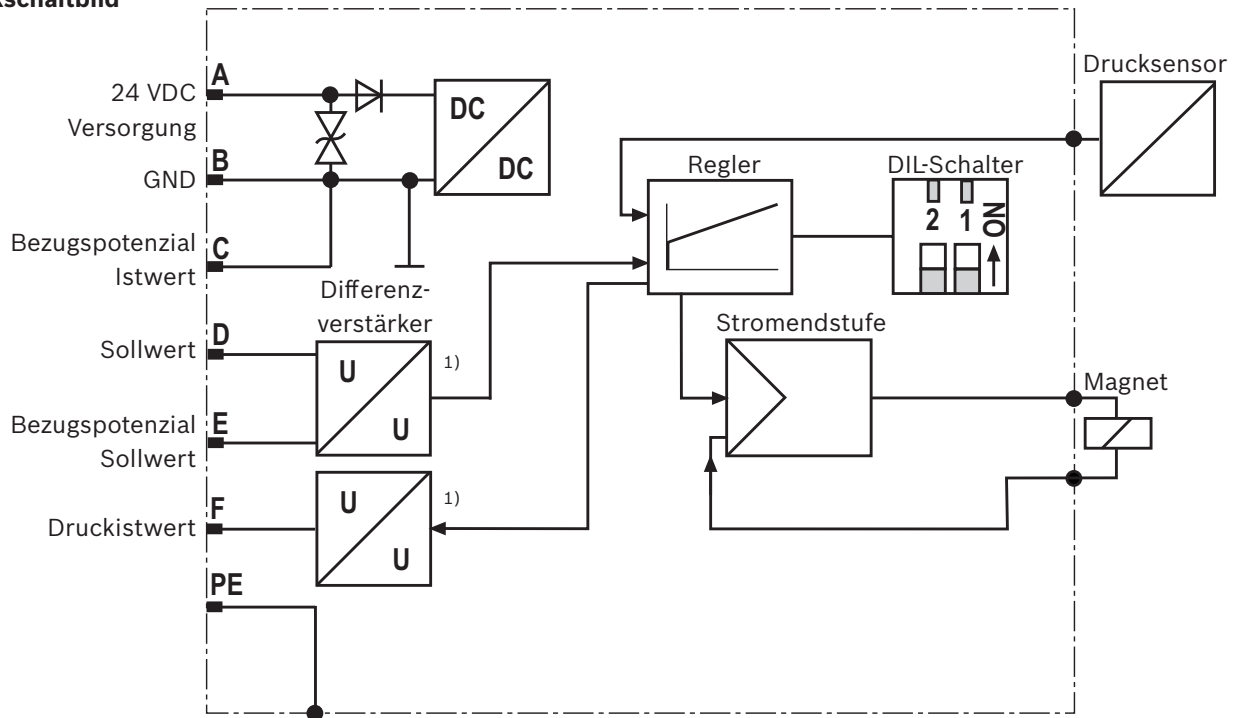 A
24 VDC
Versorgung
B
GND
Bezugspotenzial
Istwert
C
Sollwert
D
Bezugspotenzial
Sollwert
E
Druckistwert
F
PE
DC
DC
Differenz-
verstärker
U
U
1)
U
U
1)
Regler
DIL-Schalter
2 1
ON
Stromendstufe
Drucksensor
Magnet